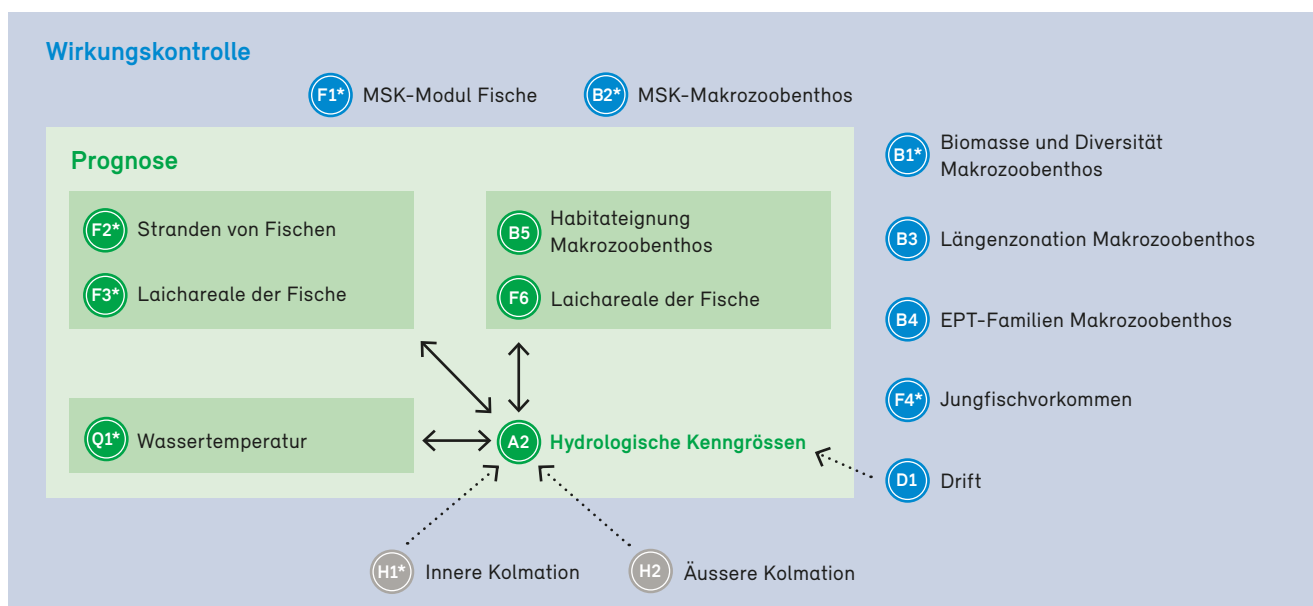 Wirkungskontrolle
F1* MSK-Modul Fische
B2* MSK-Makrozoobenthos
Prognose
F2* Stranden von Fischen
F3* Laichareale der Fische
B5 Habitateignung
Makrozoobenthos
F6 Laichareale der Fische
Q1* Wassertemperatur
A2 Hydrologische Kenngrössen
B1* Biomasse und Diversität
Makrozoobenthos
B3 Längenzonation Makrozoobenthos
B4 EPT-Familien Makrozoobenthos
F4* Jungfischvorkommen
D1 Drift
H1* Innere Kolmation
H2 Äussere Kolmation